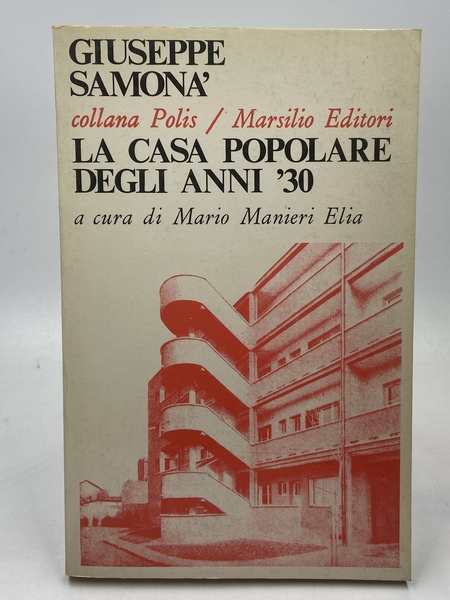 GIUSEPPE
SAMONA'
collana Polis / Marsilio Editori
LA CASA POPOLARE
DEGLI ANNI '30
a cura di Mario Manieri Elia